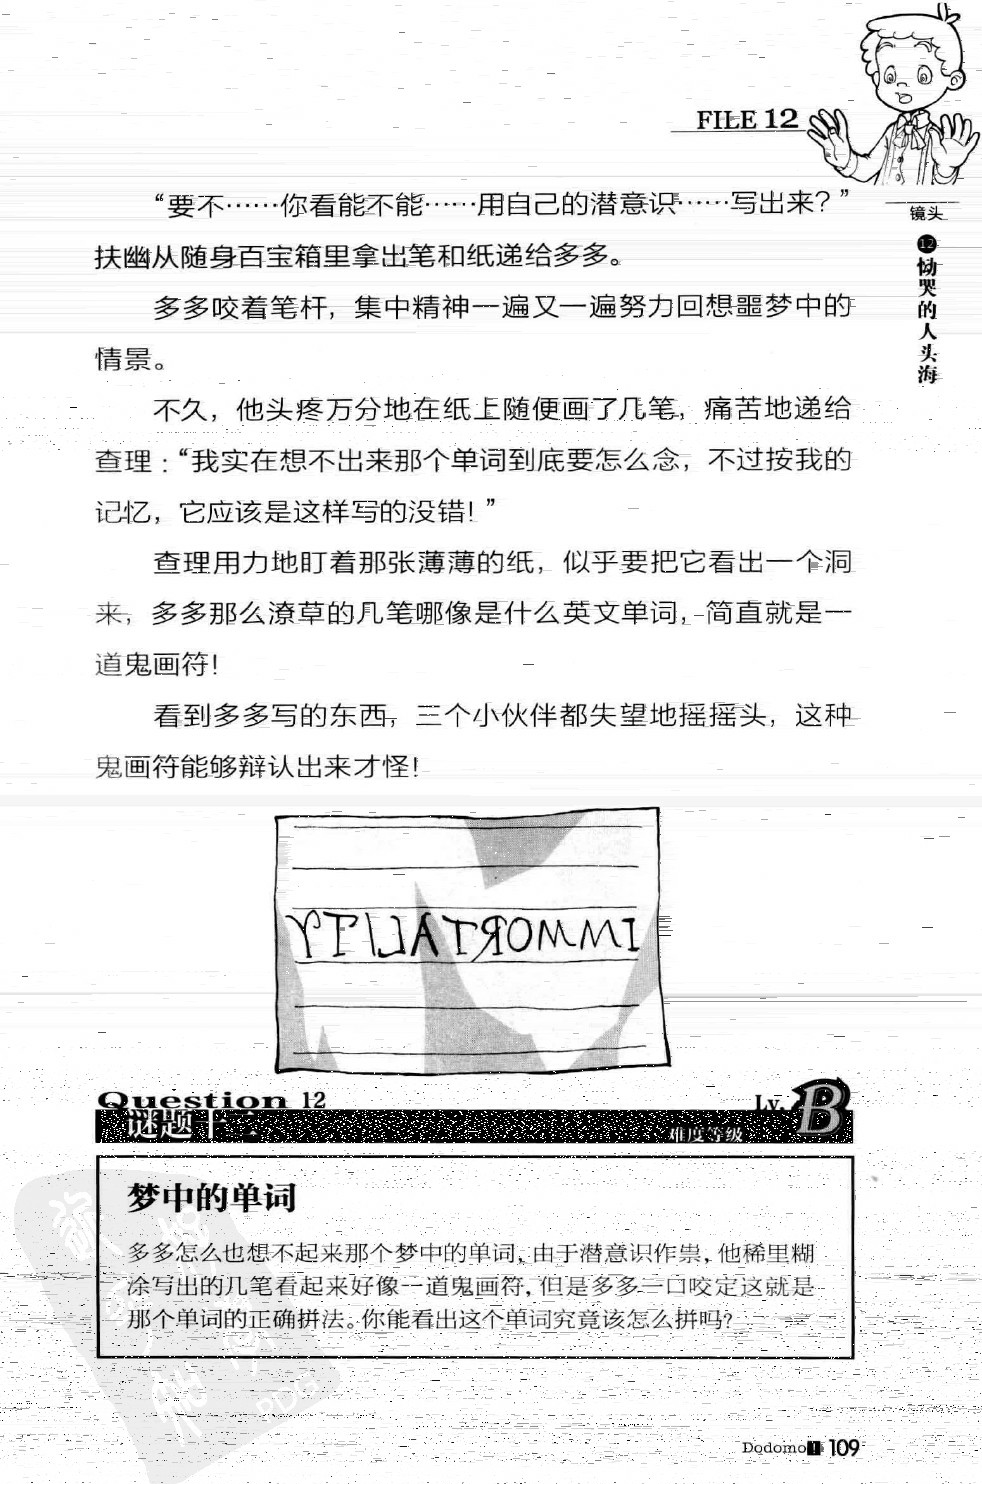 FILE 12
镜头
12
恸哭的人头海
“要不……你看能不能……用自己的潜意识……写出来？”
扶幽从随身百宝箱里拿出笔和纸递给多多。
多多咬着笔杆，集中精神一遍又一遍努力回想噩梦中的
情景。
不久，他头疼万分地在纸上随便画了几笔，痛苦地递给
查理：“我实在想不出来那个单词到底要怎么念，不过按我的
记忆，它应该是这样写的没错！”
查理用力地盯着那张薄薄的纸，似乎要把它看出一个洞
来，多多那么潦草的几笔哪像是什么英文单词，简直就是一
道鬼画符！
看到多多写的东西，三个小伙伴都失望地摇摇头，这种
鬼画符能够辩认出来才怪！
IMMORTALITY
Question 12
谜题十二
Lv. B
难度等级
梦中的单词
多多怎么也想不起来那个梦中的单词，由于潜意识作祟，他稀里糊
涂写出的几笔看起来好像一道鬼画符，但是多多一口咬定这就是
那个单词的正确拼法。你能看出这个单词究竟该怎么拼吗？
PDG
Dodomo 1 109